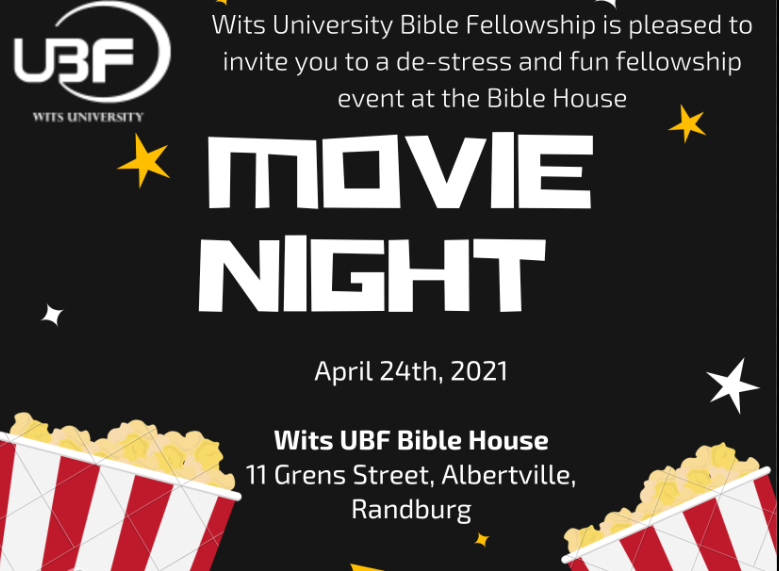 UBF
WITS UNIVERSITY
Wits University Bible Fellowship is pleased to
invite you to a de-stress and fun fellowship
event at the Bible House
MOVIE
NIGHT
April 24th, 2021
Wits UBF Bible House
11 Grens Street, Albertville,
Randburg